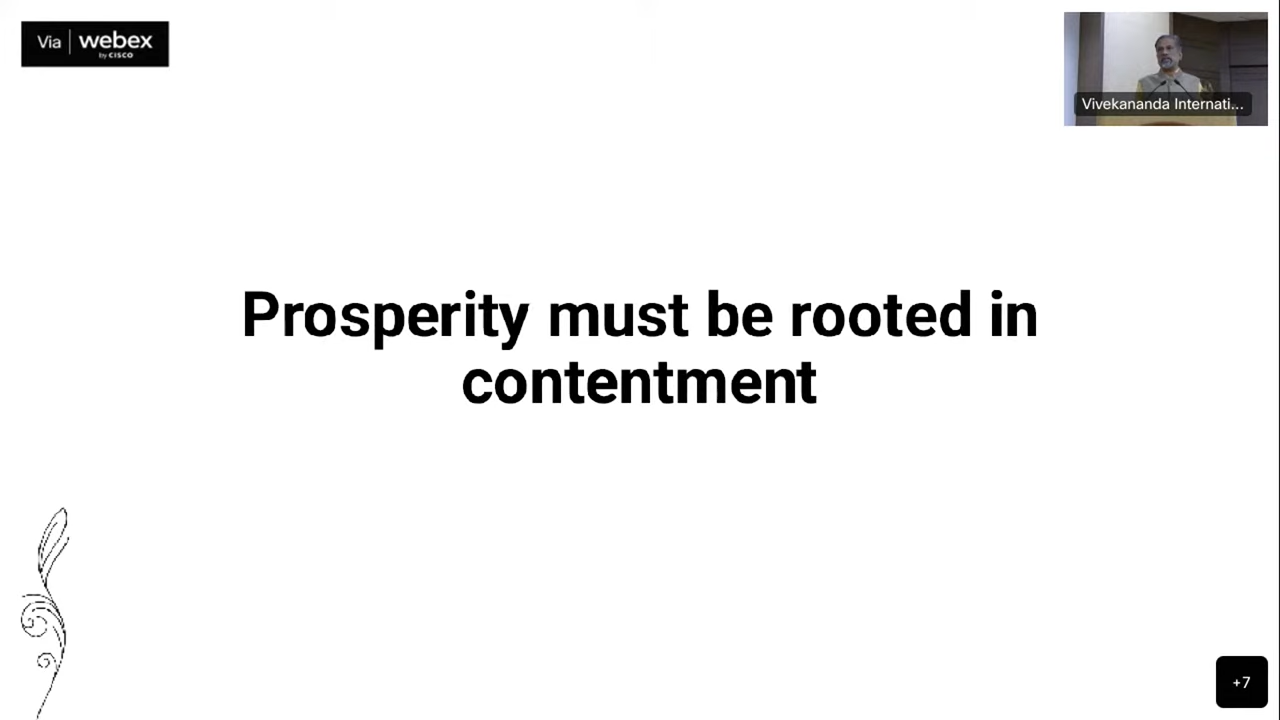 Via webex
by CISCO
Vivekananda Internati...
Prosperity must be rooted in
contentment
+7